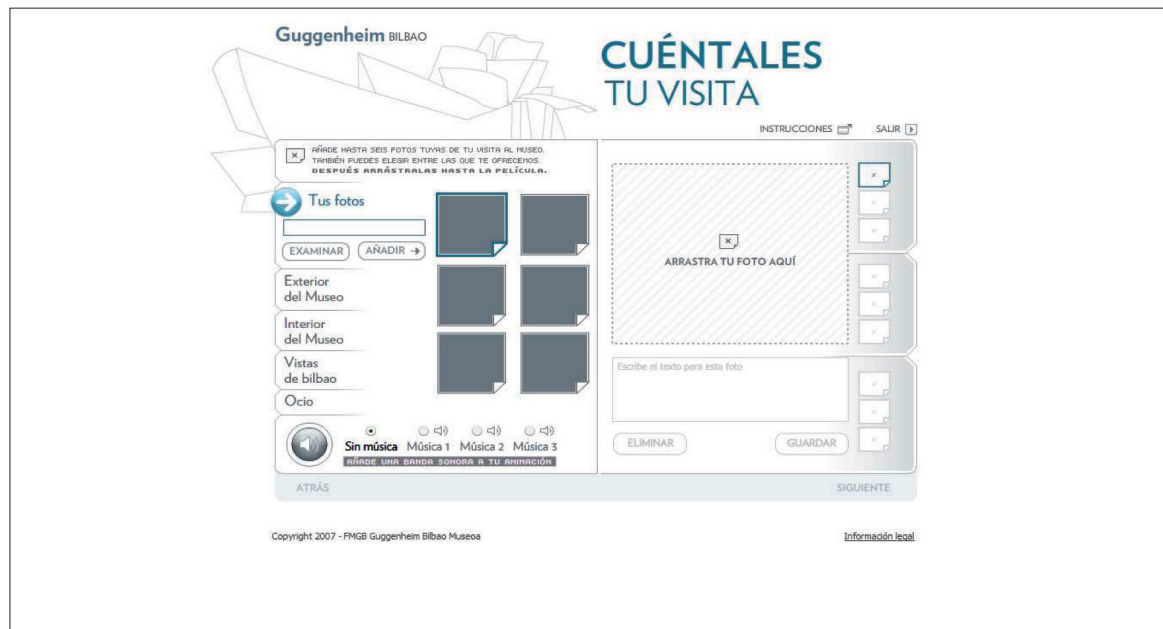 Guggenheim BILBAO
CUÉNTALES
TU VISITA
INSTRUCCIONES
SALIR
AÑADE HASTA SEIS FOTOS TUYAS DE TU VISITA AL MUSEO.
TAMBIÉN PUEDES ELEGIR ENTRE LAS QUE TE OFRECEMOS.
DESPUÉS ARRÁSTRALAS HASTA LA PELÍCULA.
Tus fotos
EXAMINAR
AÑADIR
Exterior
del Museo
Interior
del Museo
Vistas
de bilbao
Ocio
Sin música Música 1 Música 2 Música 3
AÑADE UNA BANDA SONORA A TU ANIMACIÓN
ARRASTRA TU FOTO AQUÍ
Escribe el texto para esta foto
ELIMINAR
GUARDAR
ATRÁS
SIGUIENTE
Copyright 2007 - FMGB Guggenheim Bilbao Museoa
Información legal